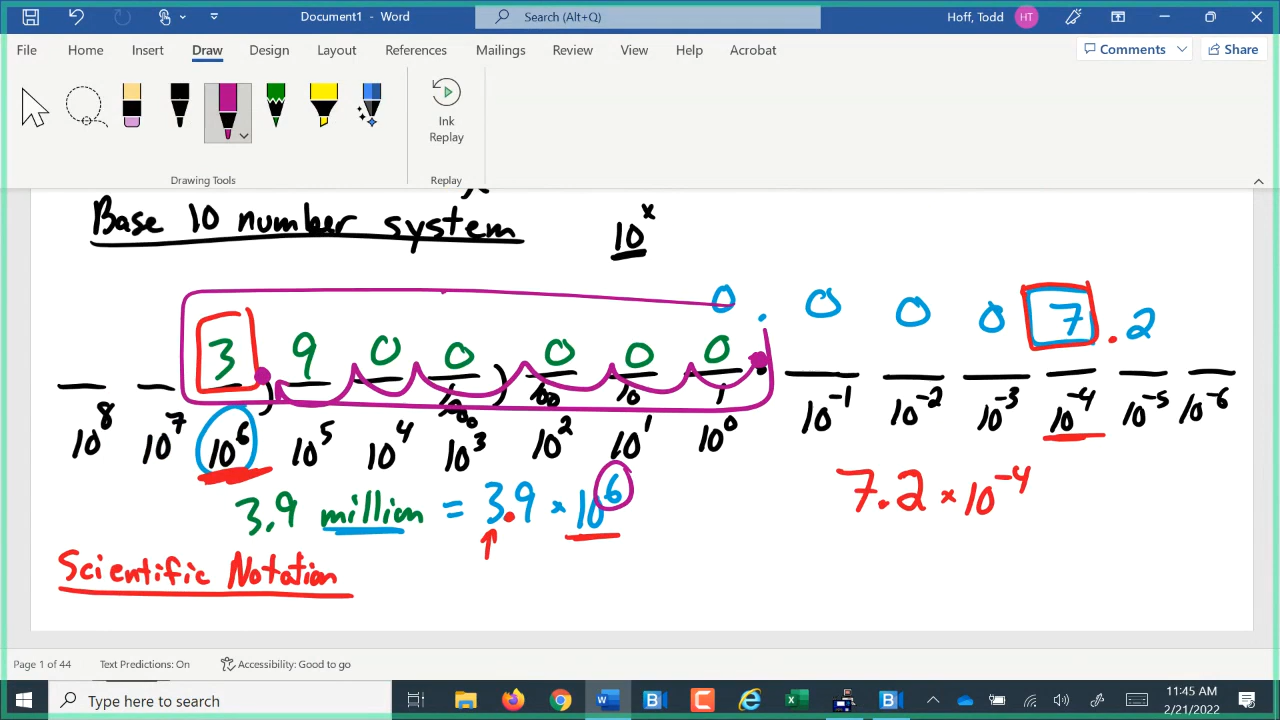 Document1 - Word
Search (Alt+Q)
Hoff, Todd
HT
File Home Insert Draw Design Layout References Mailings Review View Help Acrobat
Comments
Share
Ink
Replay
Drawing Tools
Replay
Base 10 number system 10^x
0 . 0 0 0 7 . 2
3 9 0 0 0 0 0 .
, , 100 10 1
10^8 10^7 10^6 10^5 10^4 10^3 10^2 10^1 10^0 10^-1 10^-2 10^-3 10^-4 10^-5 10^-6
3.9 million = 3.9 × 10^6
7.2 × 10^-4
Scientific Notation
Page 1 of 44
Text Predictions: On
Accessibility: Good to go
Type here to search
11:45 AM
2/21/2022